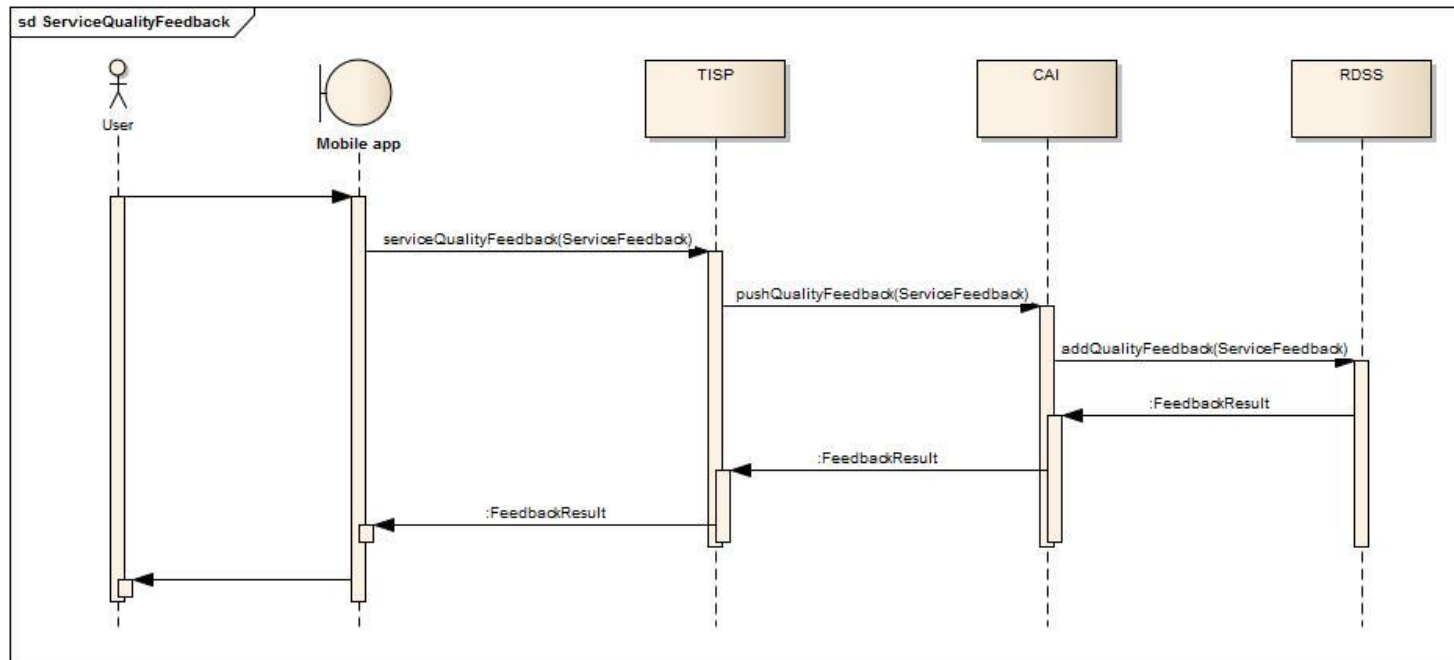 sd ServiceQualityFeedback
User
Mobile app
TISP
CAI
RDSS
serviceQualityFeedback(ServiceFeedback)
pushQualityFeedback(ServiceFeedback)
addQualityFeedback(ServiceFeedback)
:FeedbackResult
:FeedbackResult
:FeedbackResult